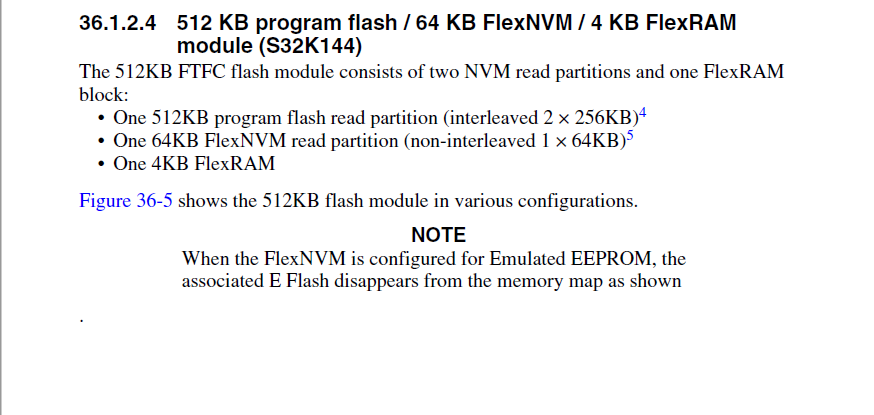 36.1.2.4 512 KB program flash / 64 KB FlexNVM / 4 KB FlexRAM
module (S32K144)
The 512KB FTFC flash module consists of two NVM read partitions and one FlexRAM
block:
• One 512KB program flash read partition (interleaved 2 × 256KB)4
• One 64KB FlexNVM read partition (non-interleaved 1 × 64KB)5
• One 4KB FlexRAM
Figure 36-5 shows the 512KB flash module in various configurations.
NOTE
When the FlexNVM is configured for Emulated EEPROM, the
associated E Flash disappears from the memory map as shown
.